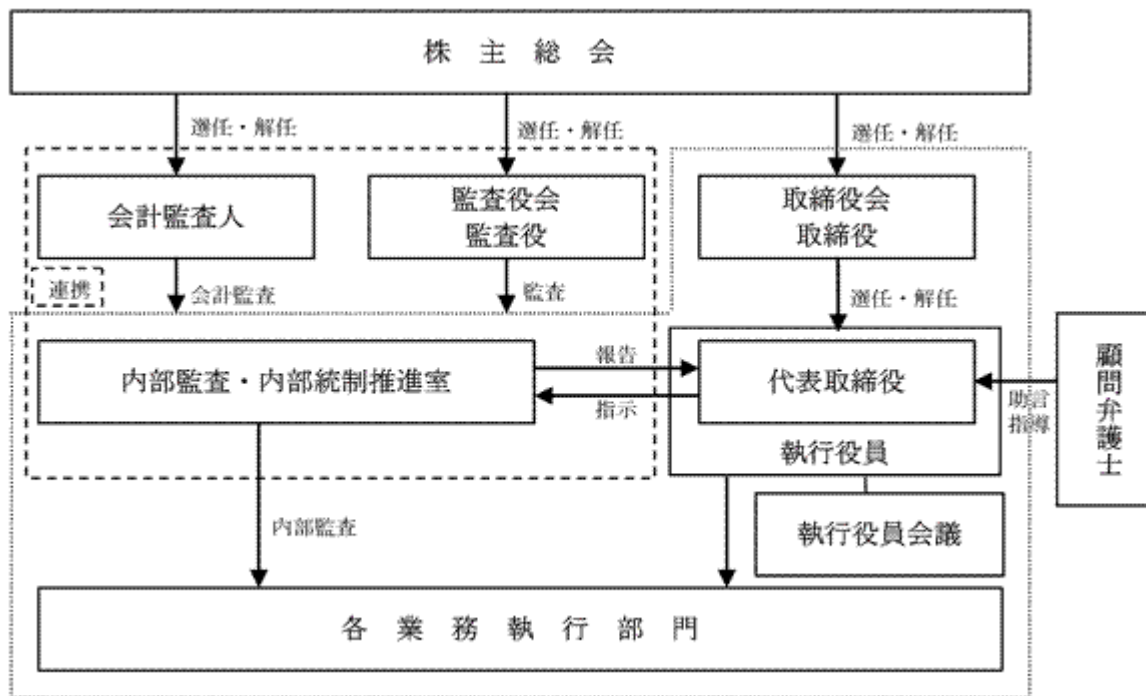 株主総会
選任・解任
選任・解任
選任・解任
会計監査人
監査役会
監査役
取締役会
取締役
連携
会計監査
監査
選任・解任
内部監査・内部統制推進室
報告
指示
代表取締役
執行役員
助言
指導
顧問弁護士
内部監査
執行役員会議
各業務執行部門